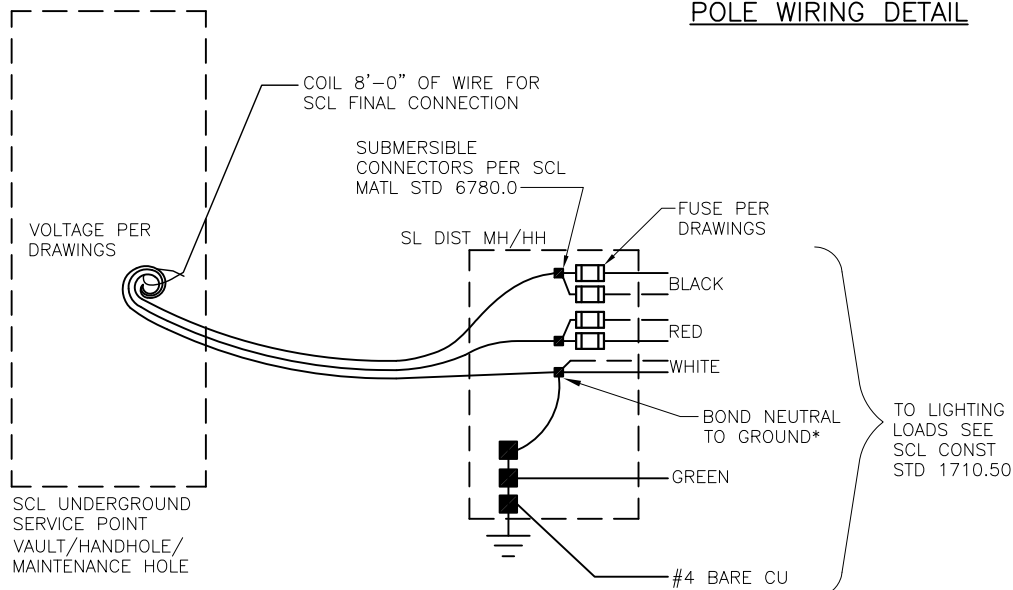 POLE WIRING DETAIL
COIL 8'-0" OF WIRE FOR
SCL FINAL CONNECTION
SUBMERSIBLE
CONNECTORS PER SCL
MATL STD 6780.0
FUSE PER
DRAWINGS
VOLTAGE PER
DRAWINGS
SL DIST MH/HH
BLACK
RED
WHITE
BOND NEUTRAL
TO GROUND*
TO LIGHTING
LOADS SEE
SCL CONST
STD 1710.50
GREEN
SCL UNDERGROUND
SERVICE POINT
VAULT/HANDHOLE/
MAINTENANCE HOLE
#4 BARE CU